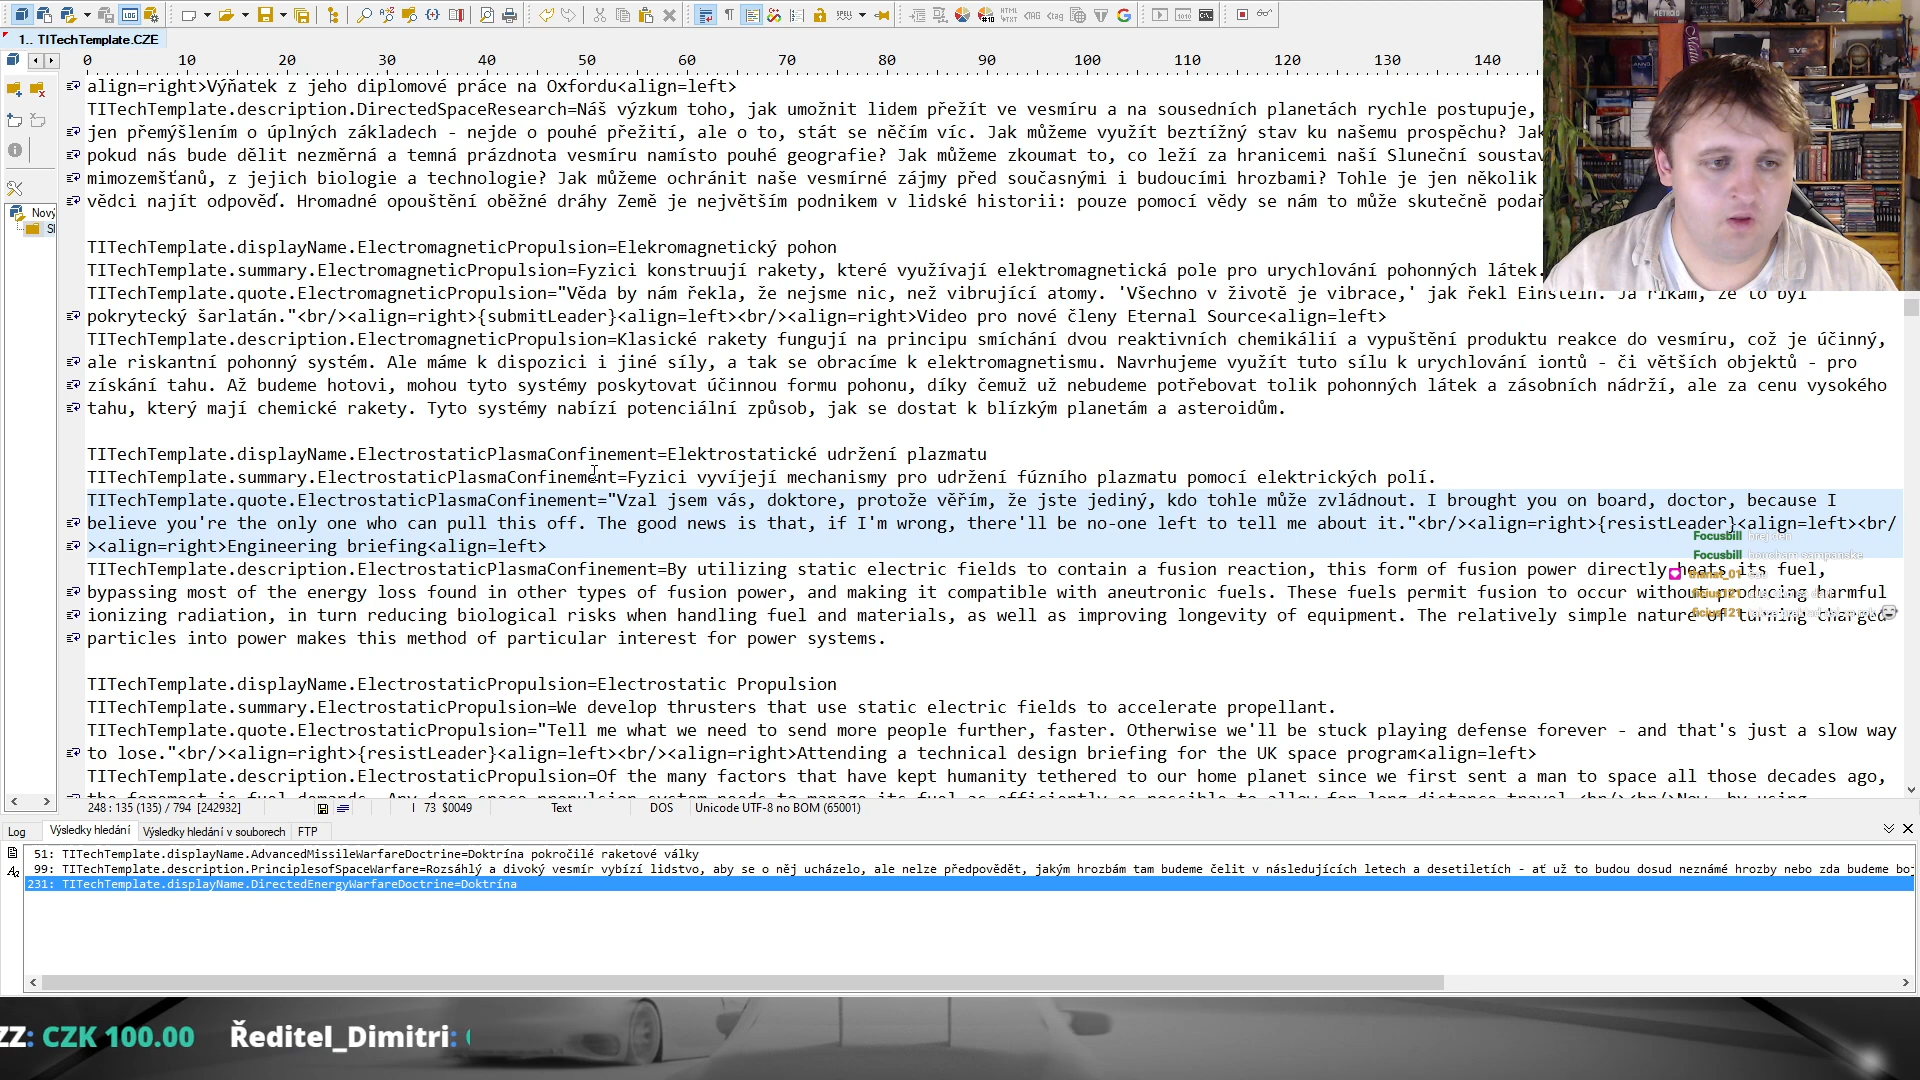 1.. TITechTemplate.CZE
0 10 20 30 40 50 60 70 80 90 100 110 120 130 140
align=right>Výňatek z jeho diplomové práce na Oxfordu<align=left>
TITechTemplate.description.DirectedSpaceResearch=Náš výzkum toho, jak umožnit lidem přežít ve vesmíru a na sousedních planetách rychle postupuje,
jen přemýšlením o úplných základech - nejde o pouhé přežití, ale o to, stát se něčím víc. Jak můžeme využít beztížný stav ku našemu prospěchu? Jak
pokud nás bude dělit nezměrná a temná prázdnota vesmíru namísto pouhé geografie? Jak můžeme zkoumat to, co leží za hranicemi naší Sluneční soustav
mimozemšťanů, z jejich biologie a technologie? Jak můžeme ochránit naše vesmírné zájmy před současnými i budoucími hrozbami? Tohle je jen několik
vědci najít odpověď. Hromadné opouštění oběžné dráhy Země je největším podnikem v lidské historii: pouze pomocí vědy se nám to může skutečně podař
Nový
TITechTemplate.displayName.ElectromagneticPropulsion=Elekromagnetický pohon
TITechTemplate.summary.ElectromagneticPropulsion=Fyzici konstruují rakety, které využívají elektromagnetická pole pro urychlování pohonných látek.
TITechTemplate.quote.ElectromagneticPropulsion="Věda by nám řekla, že nejsme nic, než vibrující atomy. 'Všechno v životě je vibrace,' jak řekl Einstein. Já říkám, že to byl
pokrytecký šarlatán."<br/><align=right>{submitLeader}<align=left><br/><align=right>Video pro nové členy Eternal Source<align=left>
TITechTemplate.description.ElectromagneticPropulsion=Klasické rakety fungují na principu smíchání dvou reaktivních chemikálií a vypuštění produktu reakce do vesmíru, což je účinný,
ale riskantní pohonný systém. Ale máme k dispozici i jiné síly, a tak se obracíme k elektromagnetismu. Navrhujeme využít tuto sílu k urychlování iontů - či větších objektů - pro
získání tahu. Až budeme hotovi, mohou tyto systémy poskytovat účinnou formu pohonu, díky čemuž už nebudeme potřebovat tolik pohonných látek a zásobních nádrží, ale za cenu vysokého
tahu, který mají chemické rakety. Tyto systémy nabízí potenciální způsob, jak se dostat k blízkým planetám a asteroidům.
TITechTemplate.displayName.ElectrostaticPlasmaConfinement=Elektrostatické udržení plazmatu
TITechTemplate.summary.ElectrostaticPlasmaConfinement=Fyzici vyvíjejí mechanismy pro udržení fúzního plazmatu pomocí elektrických polí.
TITechTemplate.quote.ElectrostaticPlasmaConfinement="Vzal jsem vás, doktore, protože věřím, že jste jediný, kdo tohle může zvládnout. I brought you on board, doctor, because I
believe you're the only one who can pull this off. The good news is that, if I'm wrong, there'll be no-one left to tell me about it."<br/><align=right>{resistLeader}<align=left><br/
><align=right>Engineering briefing<align=left>
Focusbill
Focusbill
TITechTemplate.description.ElectrostaticPlasmaConfinement=By utilizing static electric fields to contain a fusion reaction, this form of fusion power directly heats its fuel,
bypassing most of the energy loss found in other types of fusion power, and making it compatible with aneutronic fuels. These fuels permit fusion to occur without producing harmful
ionizing radiation, in turn reducing biological risks when handling fuel and materials, as well as improving longevity of equipment. The relatively simple nature of turning charged
particles into power makes this method of particular interest for power systems.
TITechTemplate.displayName.ElectrostaticPropulsion=Electrostatic Propulsion
TITechTemplate.summary.ElectrostaticPropulsion=We develop thrusters that use static electric fields to accelerate propellant.
TITechTemplate.quote.ElectrostaticPropulsion="Tell me what we need to send more people further, faster. Otherwise we'll be stuck playing defense forever - and that's just a slow way
to lose."<br/><align=right>{resistLeader}<align=left><br/><align=right>Attending a technical design briefing for the UK space program<align=left>
TITechTemplate.description.ElectrostaticPropulsion=Of the many factors that have kept humanity tethered to our home planet since we first sent a man to space all those decades ago,
248 : 135 (135) / 794 [242932] I 73 $0049 Text DOS Unicode UTF-8 no BOM (65001)
Log Výsledky hledání Výsledky hledání v souborech FTP
51: TITechTemplate.displayName.AdvancedMissileWarfareDoctrine=Doktrína pokročilé raketové války
99: TITechTemplate.description.PrinciplesofSpaceWarfare=Rozsáhlý a divoký vesmír vybízí lidstvo, aby se o něj ucházelo, ale nelze předpovědět, jakým hrozbám tam budeme čelit v následujících letech a desetiletích - ať už to budou dosud neznámé hrozby nebo zda budeme bo
231: TITechTemplate.displayName.DirectedEnergyWarfareDoctrine=Doktrína
ZZ: CZK 100.00 Ředitel_Dimitri: